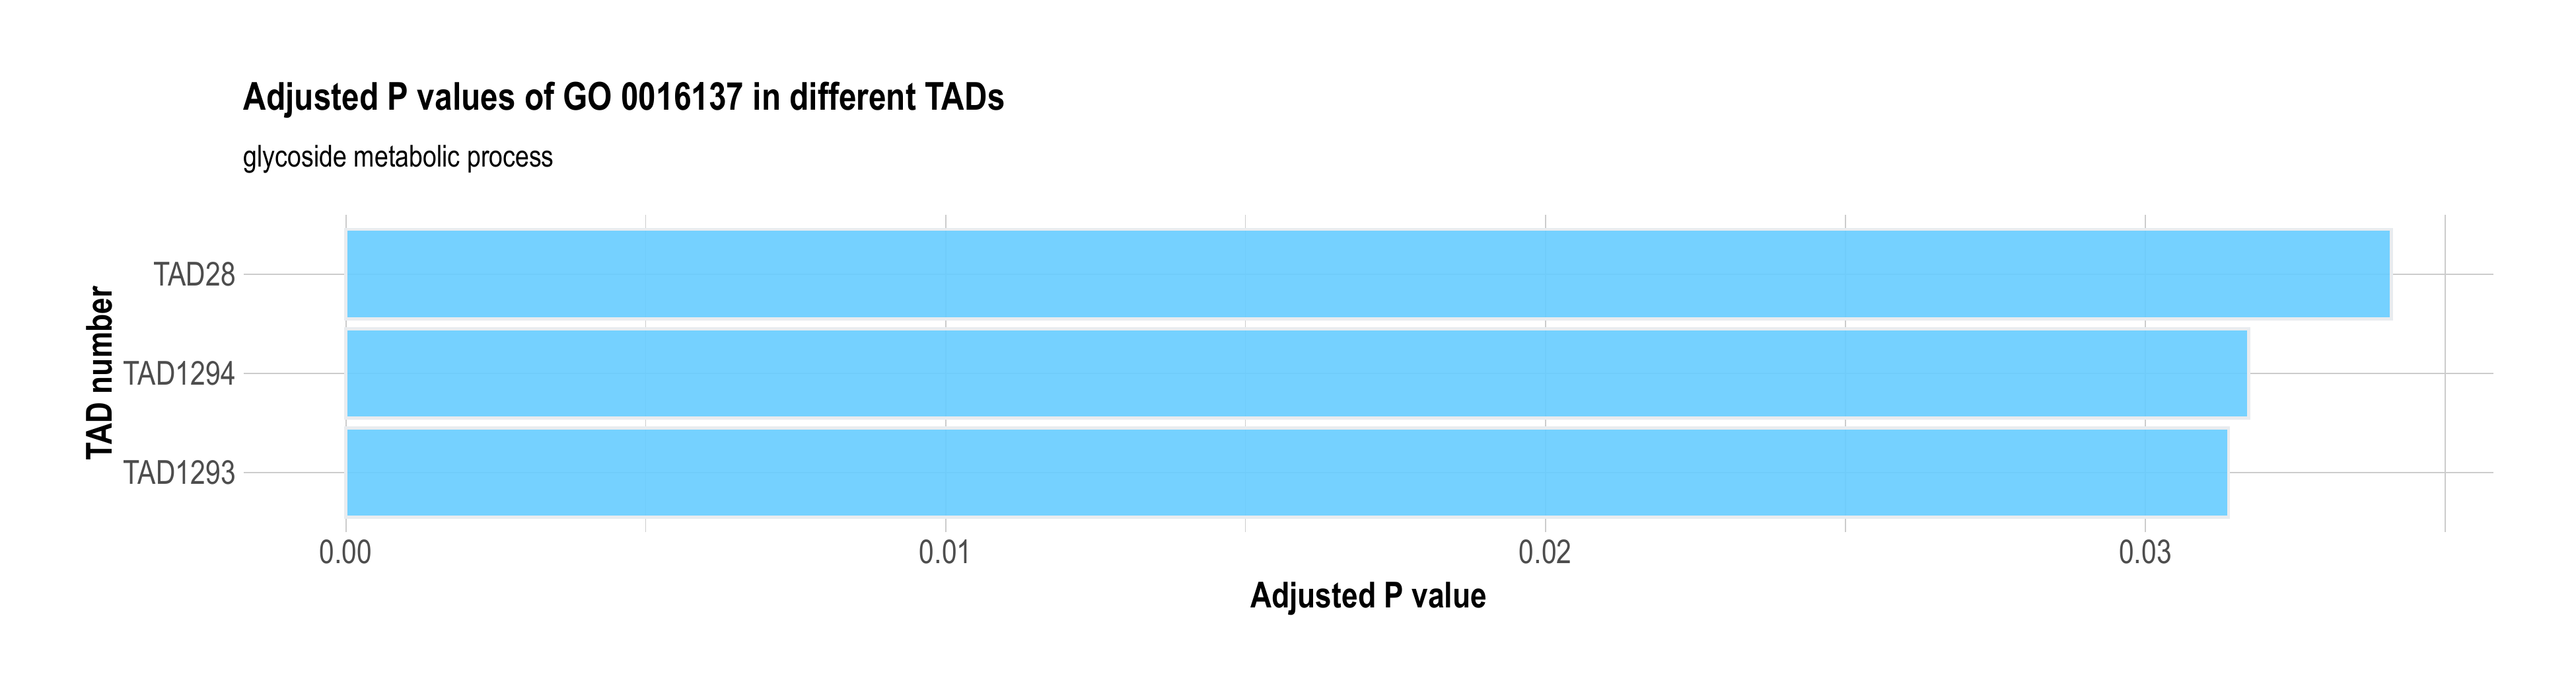 Adjusted P values of GO 0016137 in different TADs
glycoside metabolic process
TAD number
TAD28
TAD1294
TAD1293
0.00 0.01 0.02 0.03
Adjusted P value